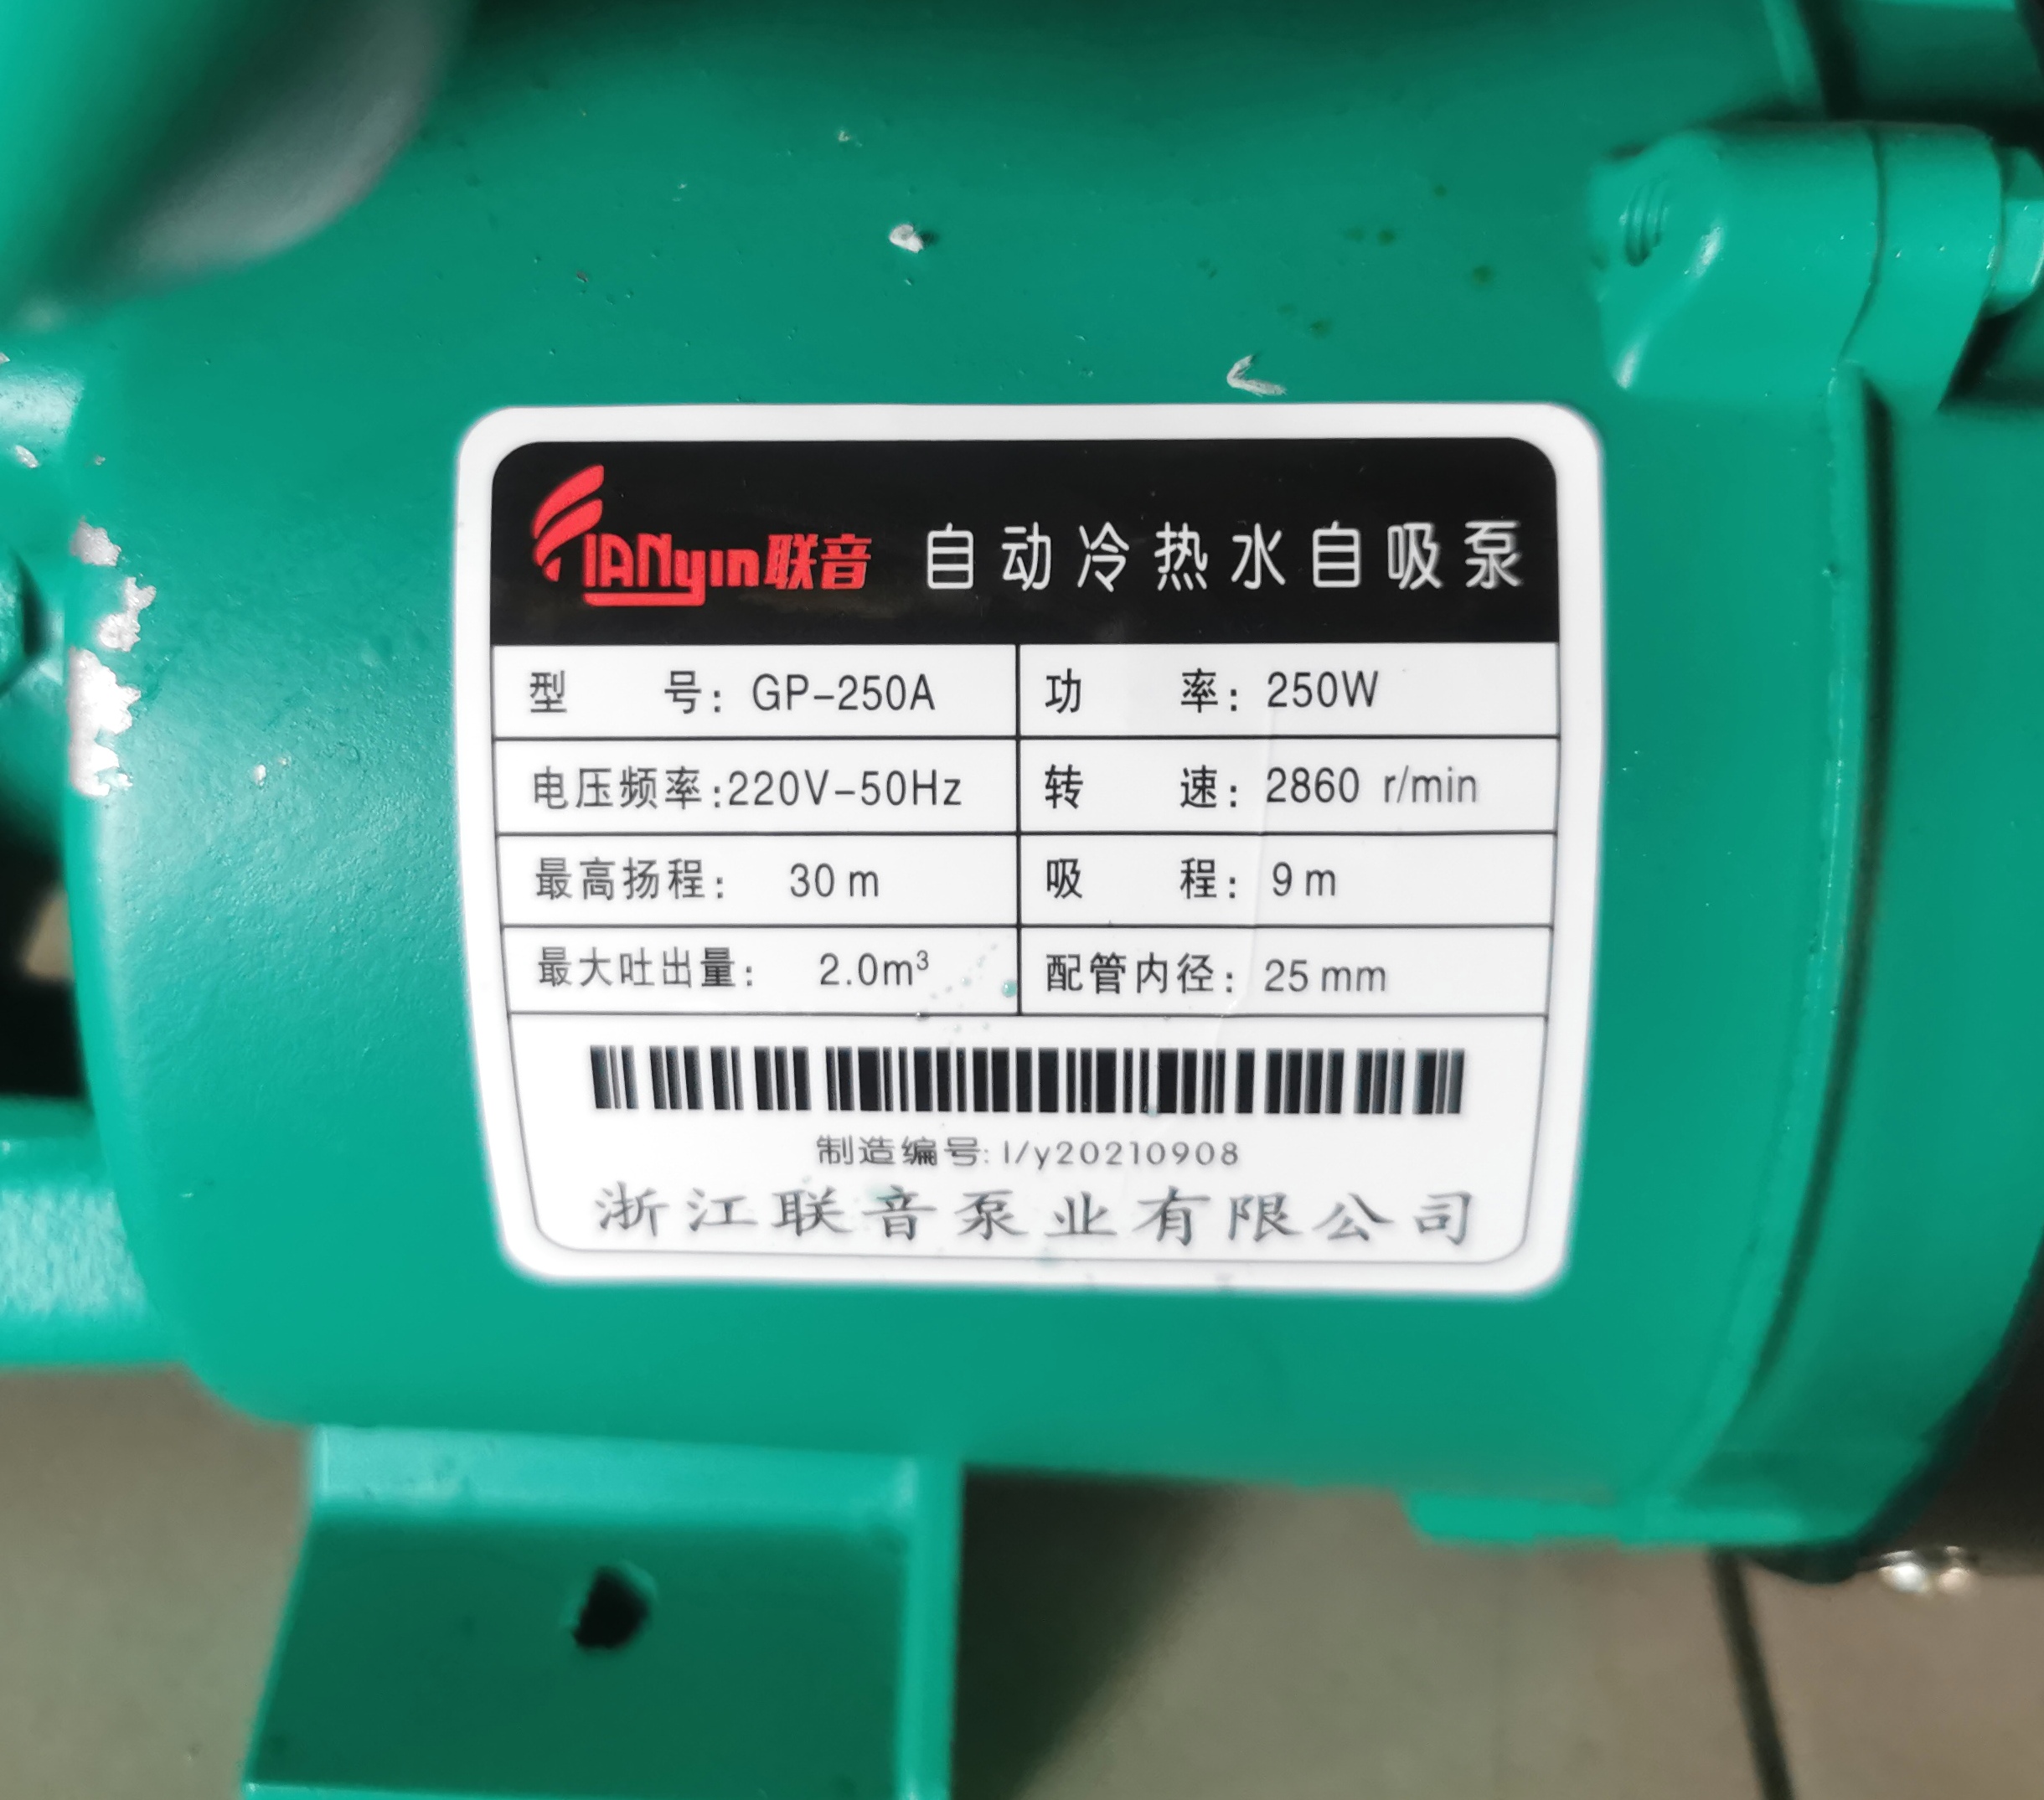 LIANyin联音 自动冷热水自吸泵
型 号: GP-250A 功 率: 250W
电压频率:220V-50Hz 转 速: 2860 r/min
最高扬程: 30 m 吸 程: 9 m
最大吐出量: 2.0m³ 配管内径: 25 mm
制造编号: l/y20210908
浙江联音泵业有限公司